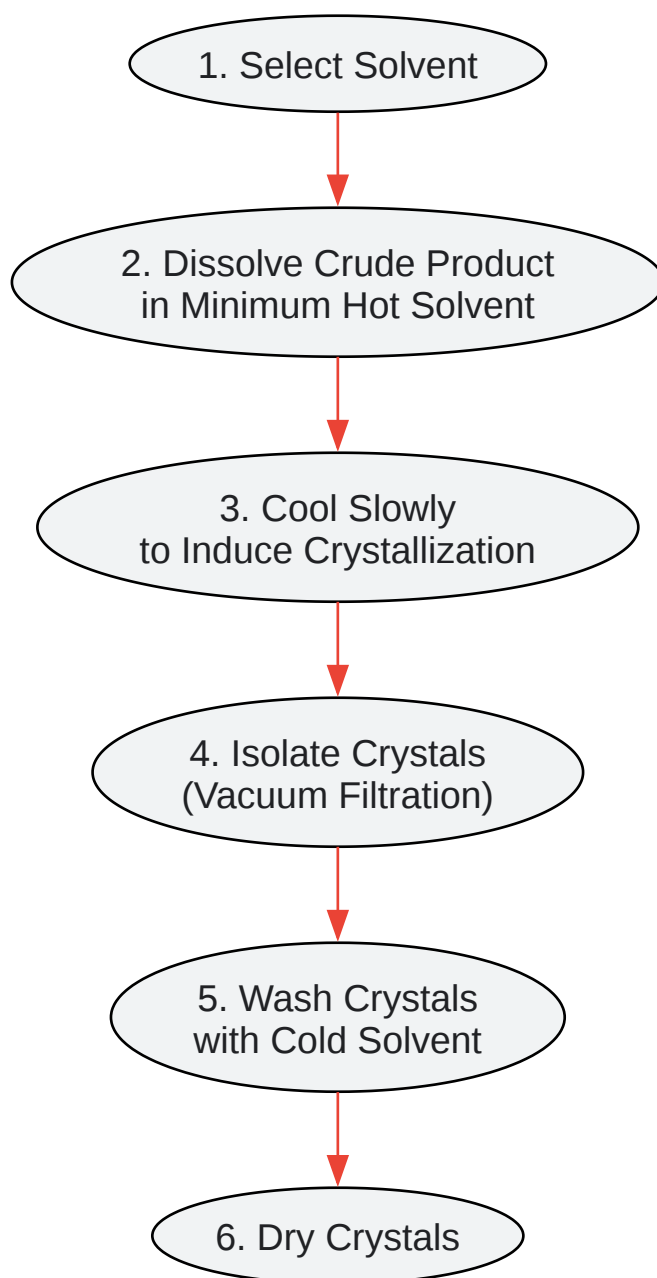 1. Select Solvent
2. Dissolve Crude Product
in Minimum Hot Solvent
3. Cool Slowly
to Induce Crystallization
4. Isolate Crystals
(Vacuum Filtration)
5. Wash Crystals
with Cold Solvent
6. Dry Crystals